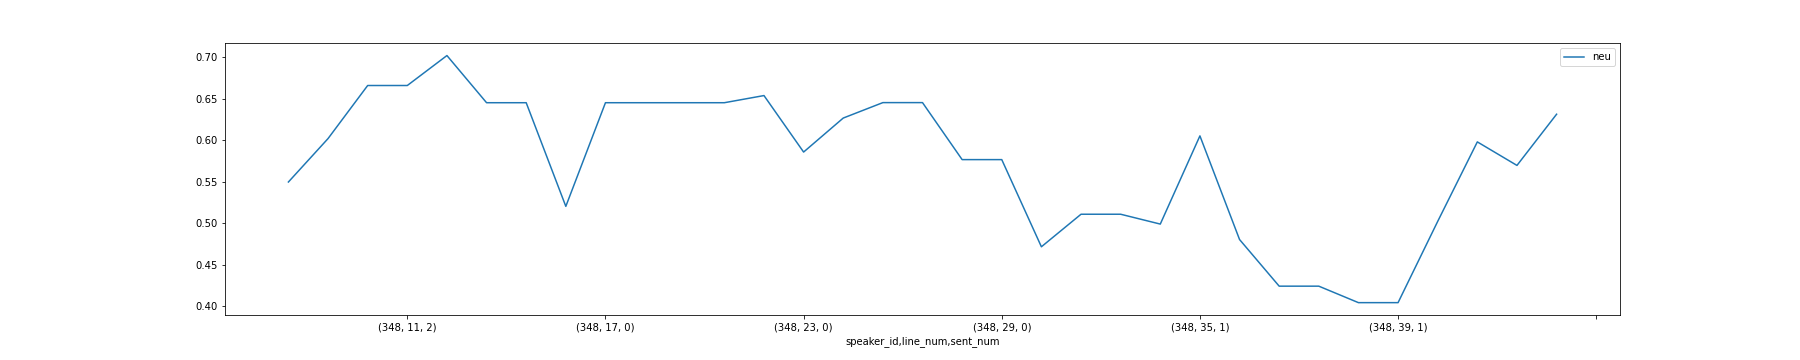 neu
0.70
0.65
0.60
0.55
0.50
0.45
0.40
(348, 11, 2) (348, 17, 0) (348, 23, 0) (348, 29, 0) (348, 35, 1) (348, 39, 1)
speaker_id,line_num,sent_num